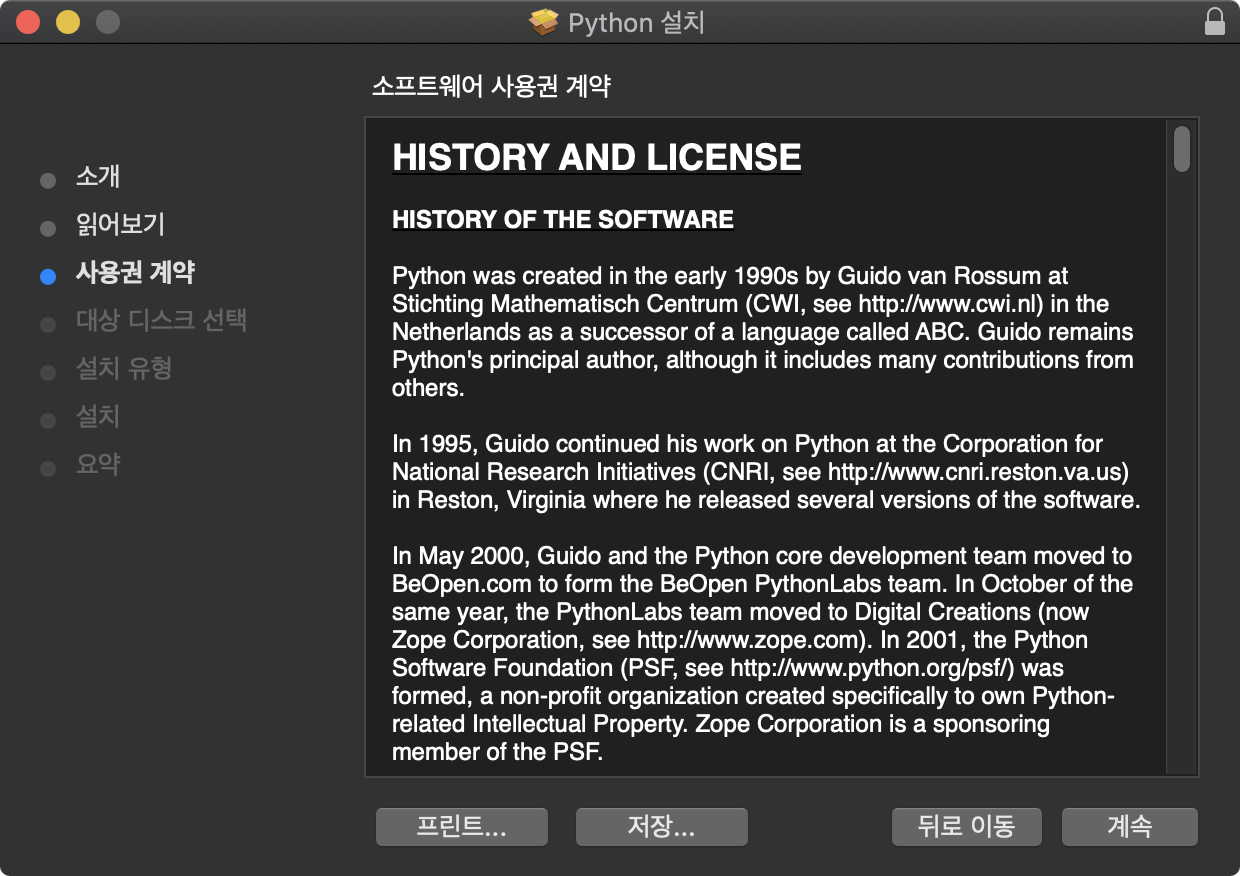 Python 설치
소프트웨어 사용권 계약
소개
읽어보기
사용권 계약
대상 디스크 선택
설치 유형
설치
요약
HISTORY AND LICENSE
HISTORY OF THE SOFTWARE
Python was created in the early 1990s by Guido van Rossum at
Stichting Mathematisch Centrum (CWI, see http://www.cwi.nl) in the
Netherlands as a successor of a language called ABC. Guido remains
Python's principal author, although it includes many contributions from
others.
In 1995, Guido continued his work on Python at the Corporation for
National Research Initiatives (CNRI, see http://www.cnri.reston.va.us)
in Reston, Virginia where he released several versions of the software.
In May 2000, Guido and the Python core development team moved to
BeOpen.com to form the BeOpen PythonLabs team. In October of the
same year, the PythonLabs team moved to Digital Creations (now
Zope Corporation, see http://www.zope.com). In 2001, the Python
Software Foundation (PSF, see http://www.python.org/psf/) was
formed, a non-profit organization created specifically to own Python-
related Intellectual Property. Zope Corporation is a sponsoring
member of the PSF.
프린트...
저장...
뒤로 이동
계속